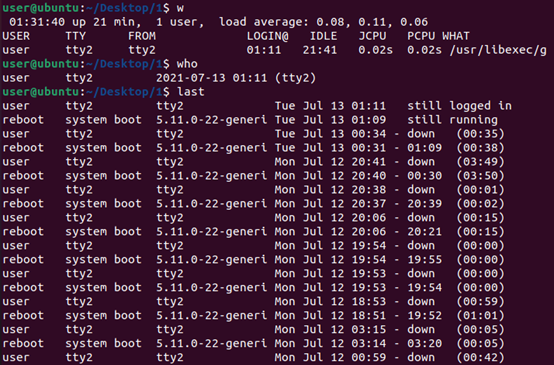 user@ubuntu:~/Desktop/1$ w
 01:31:40 up 21 min,  1 user,  load average: 0.08, 0.11, 0.06
USER     TTY      FROM             LOGIN@   IDLE   JCPU   PCPU WHAT
user     tty2     tty2             01:11   21:41   0.02s  0.02s /usr/libexec/g
user@ubuntu:~/Desktop/1$ who
user     tty2         2021-07-13 01:11 (tty2)
user@ubuntu:~/Desktop/1$ last
user     tty2         tty2             Tue Jul 13 01:11   still logged in
reboot   system boot  5.11.0-22-generi Tue Jul 13 01:09   still running
user     tty2         tty2             Tue Jul 13 00:34 - down   (00:35)
reboot   system boot  5.11.0-22-generi Tue Jul 13 00:31 - 01:09  (00:38)
user     tty2         tty2             Mon Jul 12 20:41 - down   (03:49)
reboot   system boot  5.11.0-22-generi Mon Jul 12 20:40 - 00:30  (03:50)
user     tty2         tty2             Mon Jul 12 20:38 - down   (00:01)
reboot   system boot  5.11.0-22-generi Mon Jul 12 20:37 - 20:39  (00:02)
user     tty2         tty2             Mon Jul 12 20:06 - down   (00:15)
reboot   system boot  5.11.0-22-generi Mon Jul 12 20:06 - 20:21  (00:15)
user     tty2         tty2             Mon Jul 12 19:54 - down   (00:00)
reboot   system boot  5.11.0-22-generi Mon Jul 12 19:54 - 19:55  (00:00)
user     tty2         tty2             Mon Jul 12 19:53 - down   (00:00)
reboot   system boot  5.11.0-22-generi Mon Jul 12 19:53 - 19:54  (00:00)
user     tty2         tty2             Mon Jul 12 18:53 - down   (00:59)
reboot   system boot  5.11.0-22-generi Mon Jul 12 18:51 - 19:52  (01:01)
user     tty2         tty2             Mon Jul 12 03:15 - down   (00:05)
reboot   system boot  5.11.0-22-generi Mon Jul 12 03:14 - 03:20  (00:05)
user     tty2         tty2             Mon Jul 12 00:59 - down   (00:42)